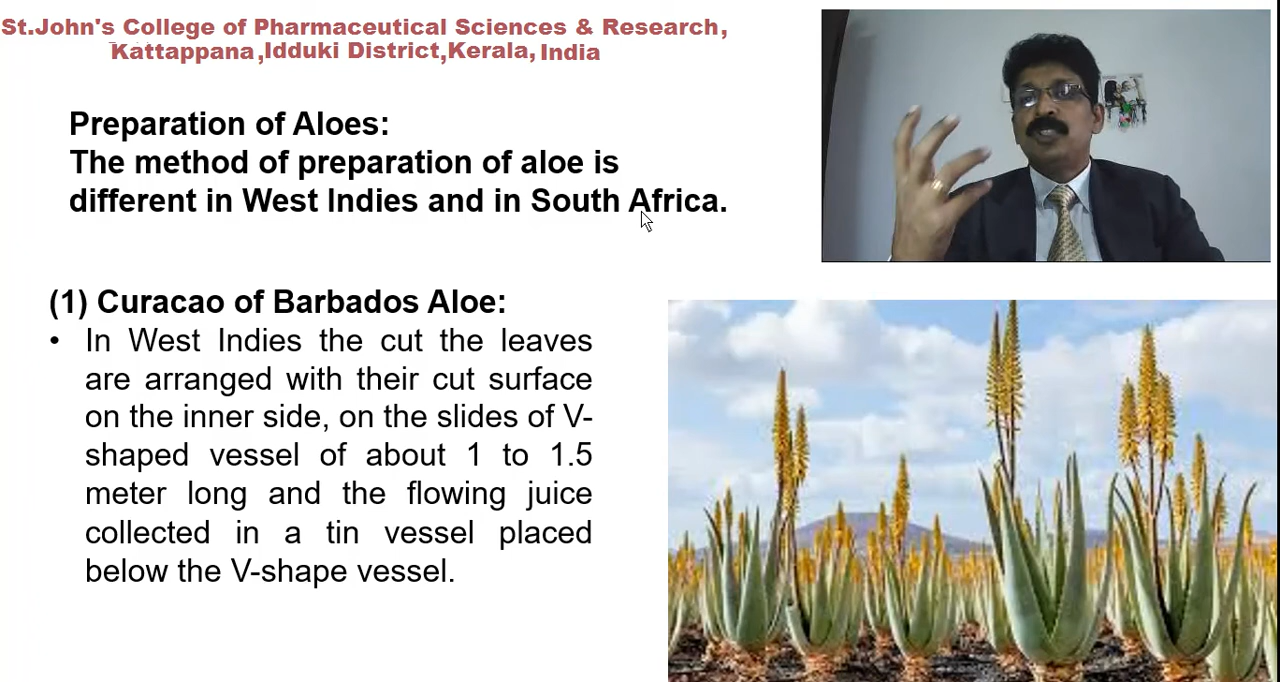 St.John's College of Pharmaceutical Sciences & Research,
Kattappana,Idduki District,Kerala, India
Preparation of Aloes:
The method of preparation of aloe is
different in West Indies and in South Africa.
(1) Curacao of Barbados Aloe:
• In West Indies the cut the leaves
are arranged with their cut surface
on the inner side, on the slides of V-
shaped vessel of about 1 to 1.5
meter long and the flowing juice
collected in a tin vessel placed
below the V-shape vessel.